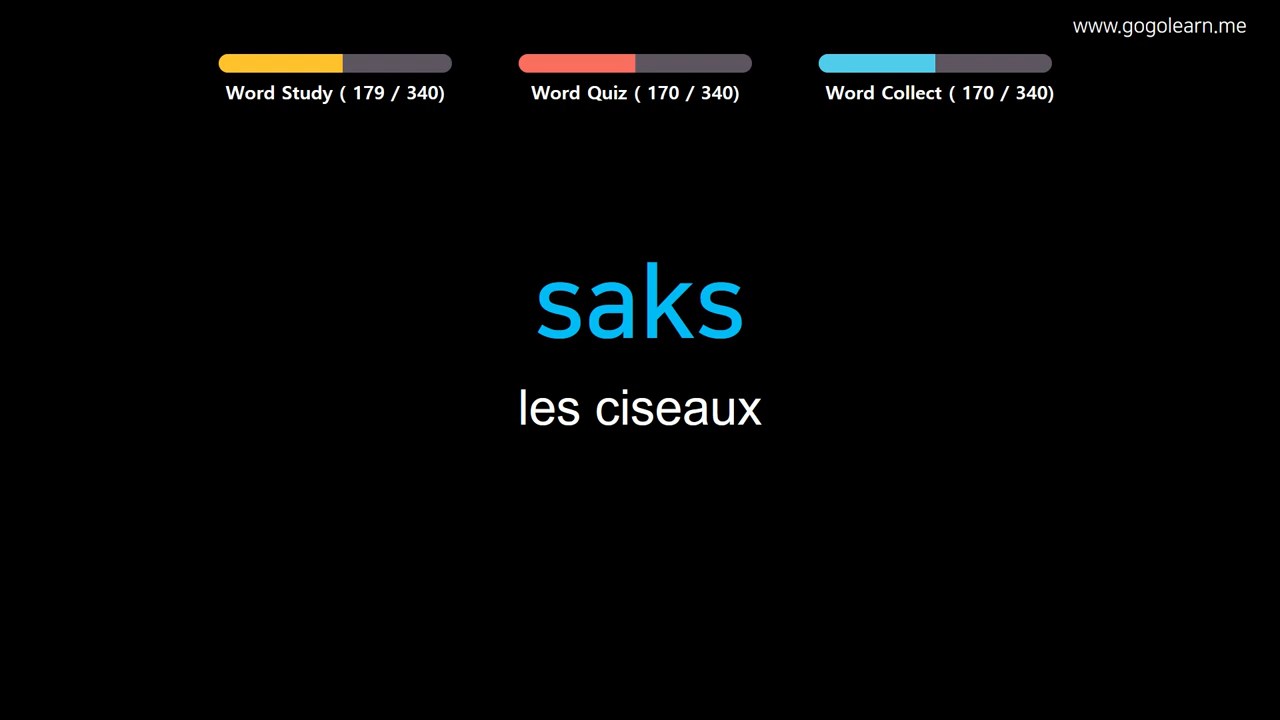 www.gogolearn.me
Word Study ( 179 / 340)
Word Quiz ( 170 / 340)
Word Collect ( 170 / 340)
saks
les ciseaux